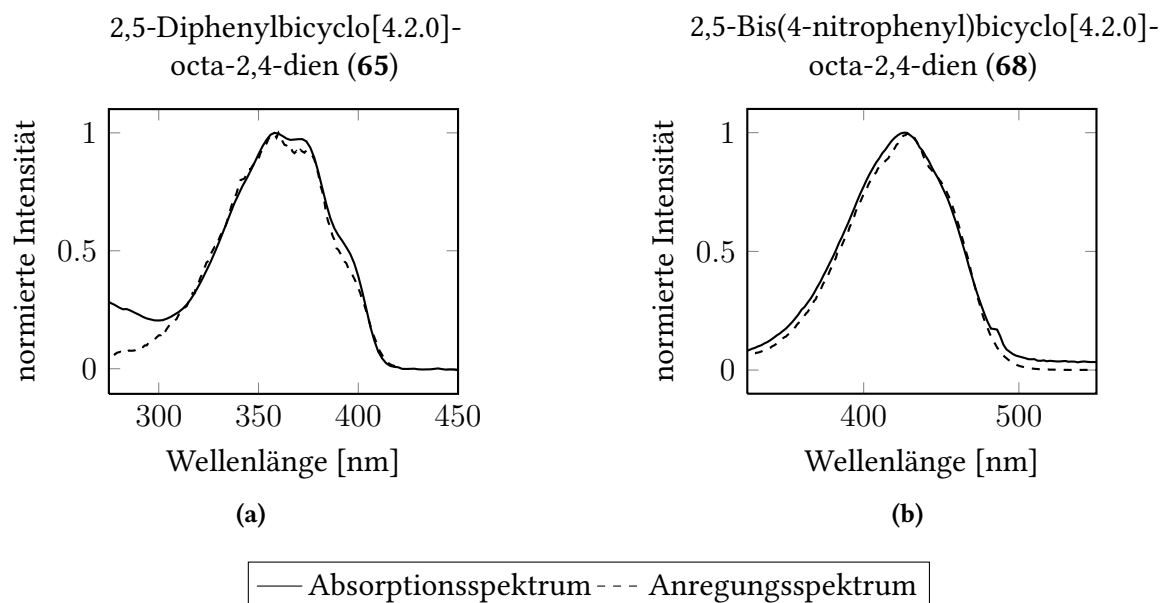 2,5-Diphenylbicyclo[4.2.0]-
octa-2,4-dien (65)
normierte Intensität
1
0.5
0
300 350 400 450
Wellenlänge [nm]
(a)
2,5-Bis(4-nitrophenyl)bicyclo[4.2.0]-
octa-2,4-dien (68)
normierte Intensität
1
0.5
0
400 500
Wellenlänge [nm]
(b)
Absorptionsspektrum Anregungsspektrum